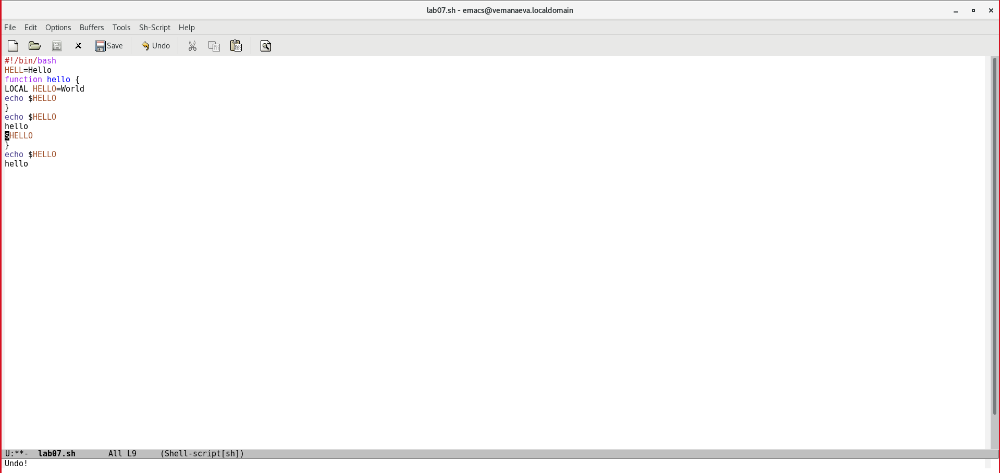 lab07.sh - emacs@vemanaeva.localdomain
File Edit Options Buffers Tools Sh-Script Help
Save Undo
#!/bin/bash
HELL=Hello
function hello {
LOCAL HELLO=World
echo $HELLO
}
echo $HELLO
hello
$HELLO
}
echo $HELLO
hello
U:**- lab07.sh All L9 (Shell-script[sh])
Undo!